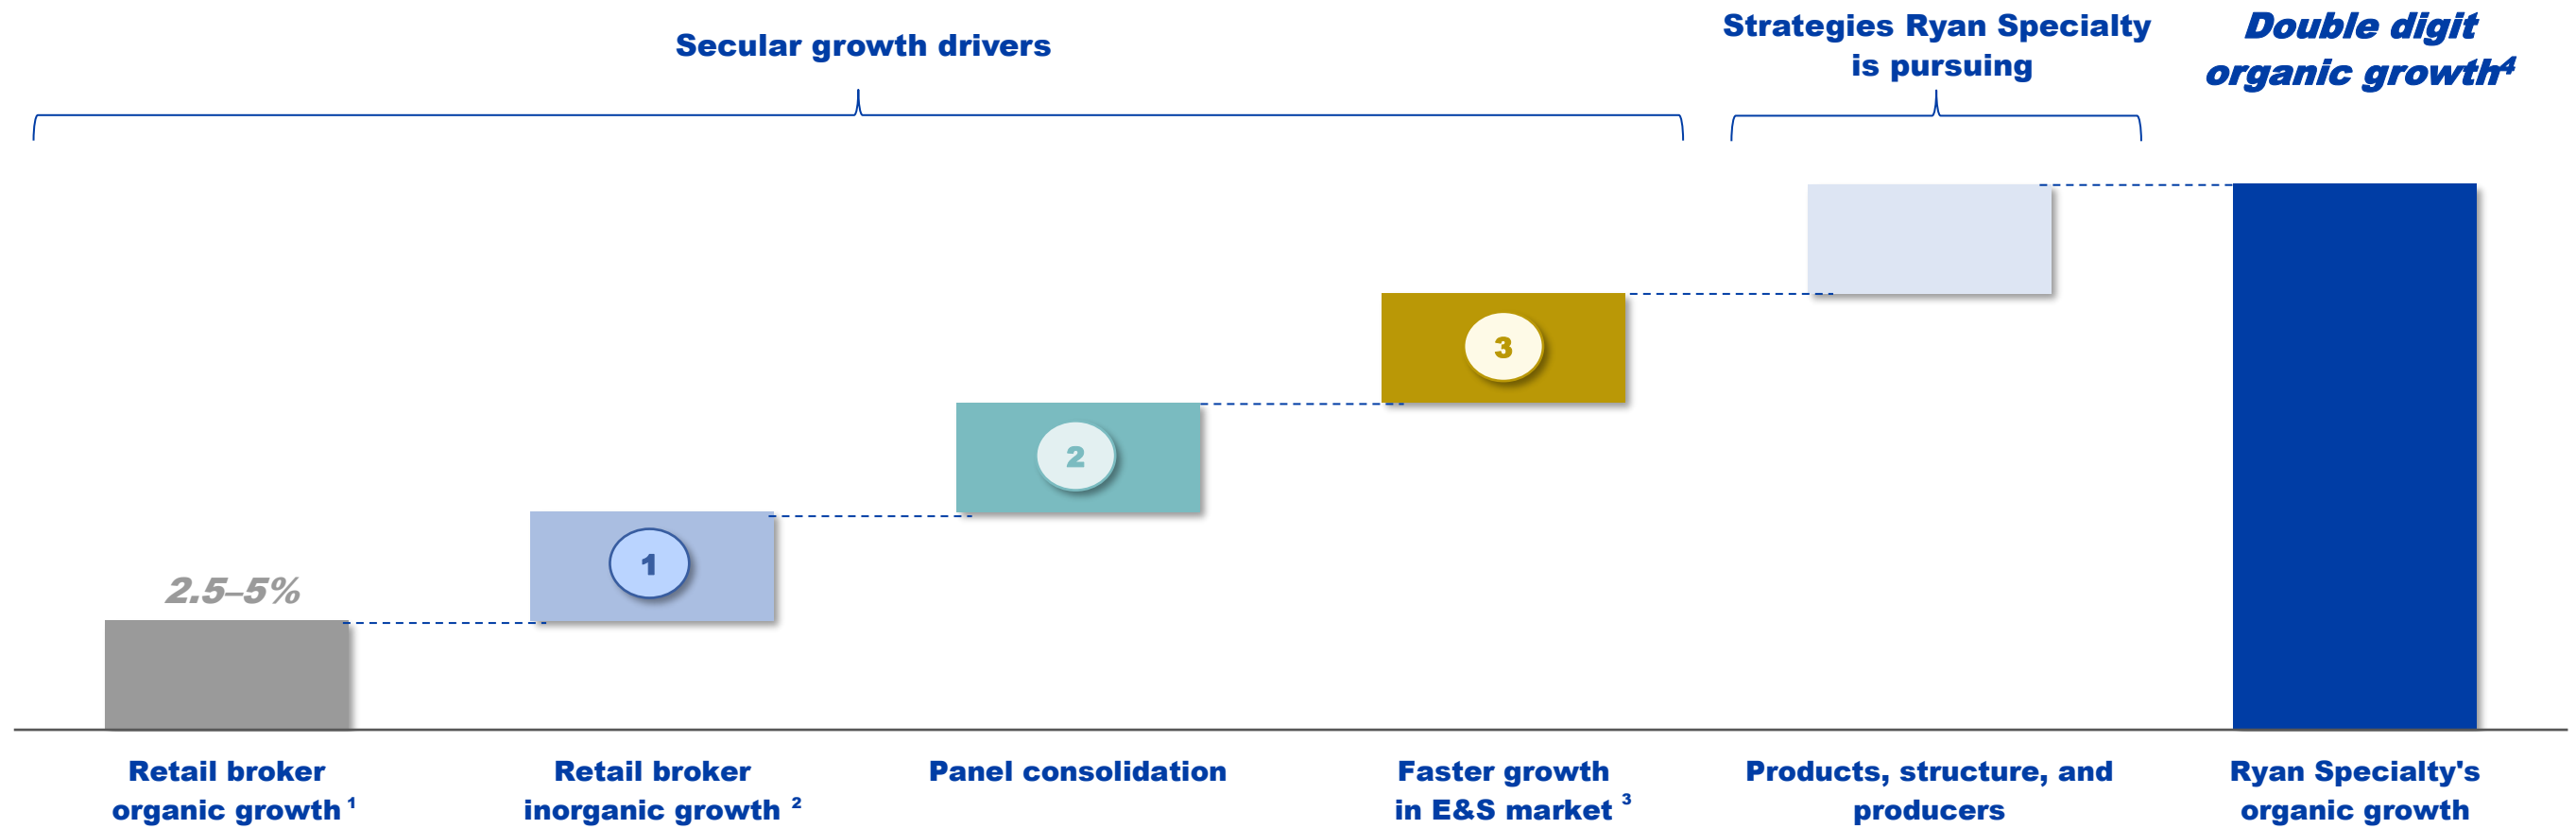 Secular growth drivers
Strategies Ryan Specialty
is pursuing
Double digit
organic growth4
2.5–5%
1
2
3
Retail broker
organic growth 1
Retail broker
inorganic growth 2
Panel consolidation
Faster growth
in E&S market 3
Products, structure, and
producers
Ryan Specialty's
organic growth